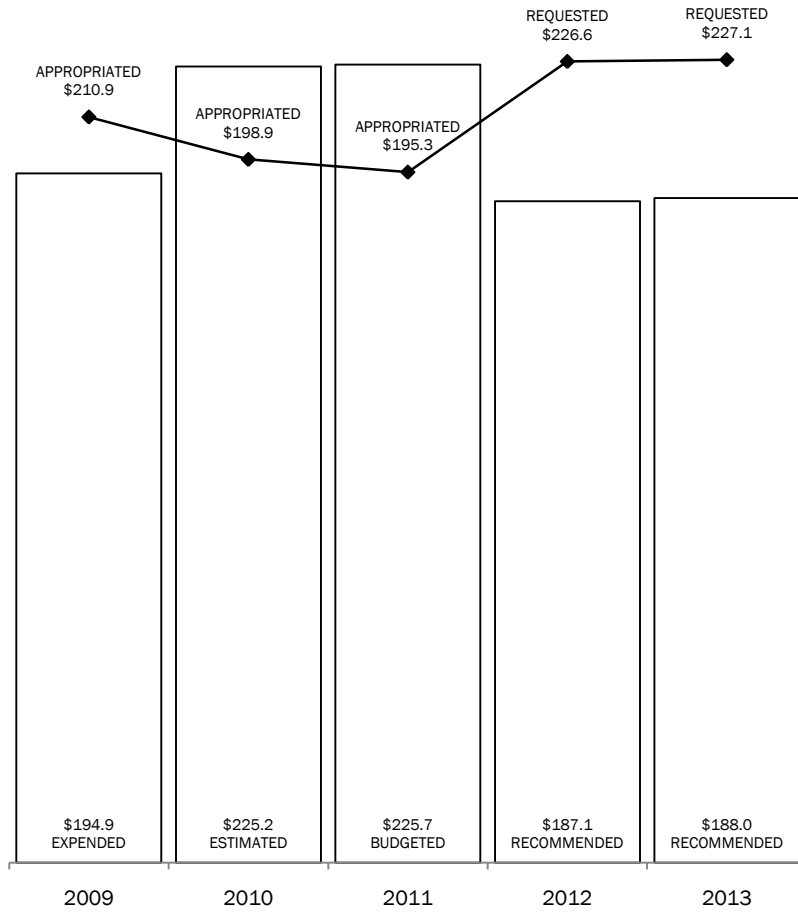 REQUESTED
$226.6
REQUESTED
$227.1
APPROPRIATED
$210.9
APPROPRIATED
$198.9
APPROPRIATED
$195.3
$194.9
EXPENDED
$225.2
ESTIMATED
$225.7
BUDGETED
$187.1
RECOMMENDED
$188.0
RECOMMENDED
2009
2010
2011
2012
2013